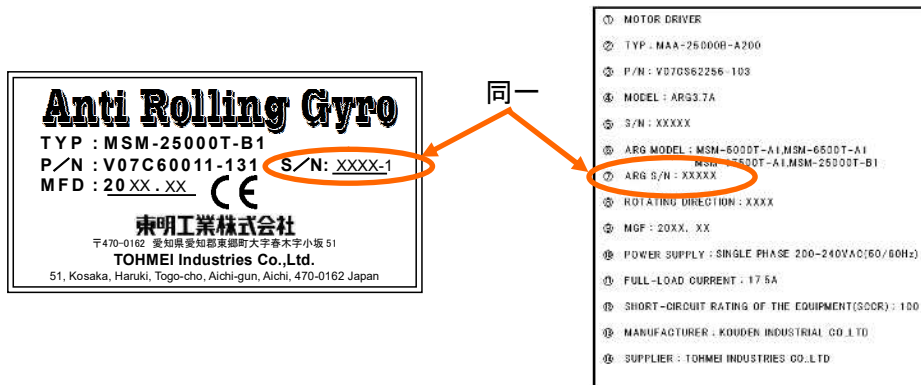 Anti Rolling Gyro
TYP : MSM-25000T-B1
P/N : V07C60011-131 S/N: XXXX-1
MFD : 20 XX . XX CE
東明工業株式会社
〒470-0162 愛知県愛知郡東郷町大字春木字小坂 51
TOHMEI Industries Co.,Ltd.
51, Kosaka, Haruki, Togo-cho, Aichi-gun, Aichi, 470-0162 Japan
同一
① MOTOR DRIVER
② TYP : MAA-25000B-A200
③ P/N : V070S62256-103
④ MODEL : ARG3.7A
⑤ S/N : XXXXX
⑥ ARG MODEL : MSM-6000T-A1,MSM-6500T-A1
MSM-17500T-A1,MSM-25000T-B1
⑦ ARG S/N : XXXXX
⑧ ROTATING DIRECTION : XXXX
⑨ MGF : 20XX. XX
⑩ POWER SUPPLY : SINGLE PHASE 200-240VAC(50/60Hz)
⑪ FULL-LOAD CURRENT : 17.5A
⑫ SHORT-CIRCUIT RATING OF THE EQUIPMENT(SCCR) : 100
⑬ MANUFACTURER : KOUDEN INDUSTRIAL CO.,LTD
⑭ SUPPLIER : TOHMEI INDUSTRIES CO.,LTD